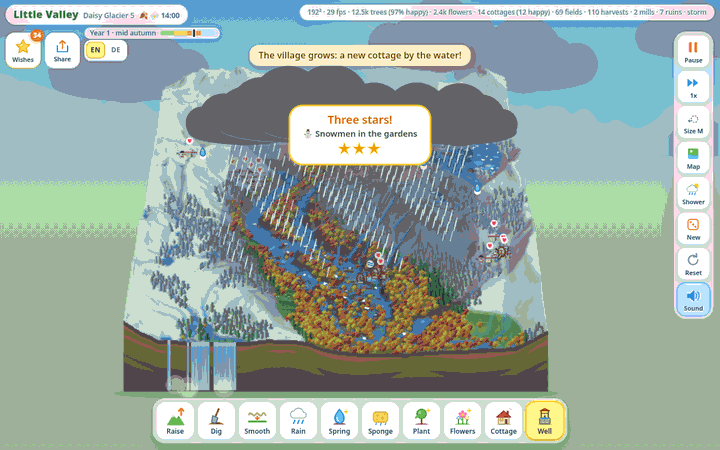 Little Valley Daisy Glacier 5 14:00
192² · 29 fps · 12.5k trees (97% happy) · 2.4k flowers · 14 cottages (12 happy) · 69 fields · 110 harvests · 2 mills · 7 ruins · storm
Year 1 · mid autumn
34
Wishes
Share
EN DE
The village grows: a new cottage by the water!
Three stars!
Snowmen in the gardens
Pause
1x
Size M
Map
Shower
New
Reset
Sound
Raise
Dig
Smooth
Rain
Spring
Sponge
Plant
Flowers
Cottage
Well